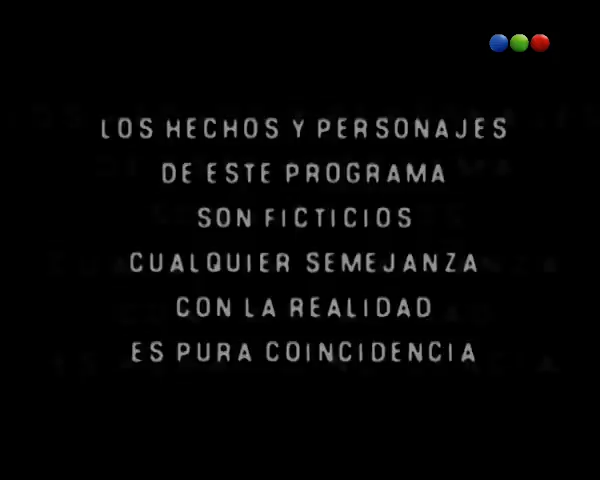 LOS HECHOS Y PERSONAJES
DE ESTE PROGRAMA
SON FICTICIOS
CUALQUIER SEMEJANZA
CON LA REALIDAD
ES PURA COINCIDENCIA